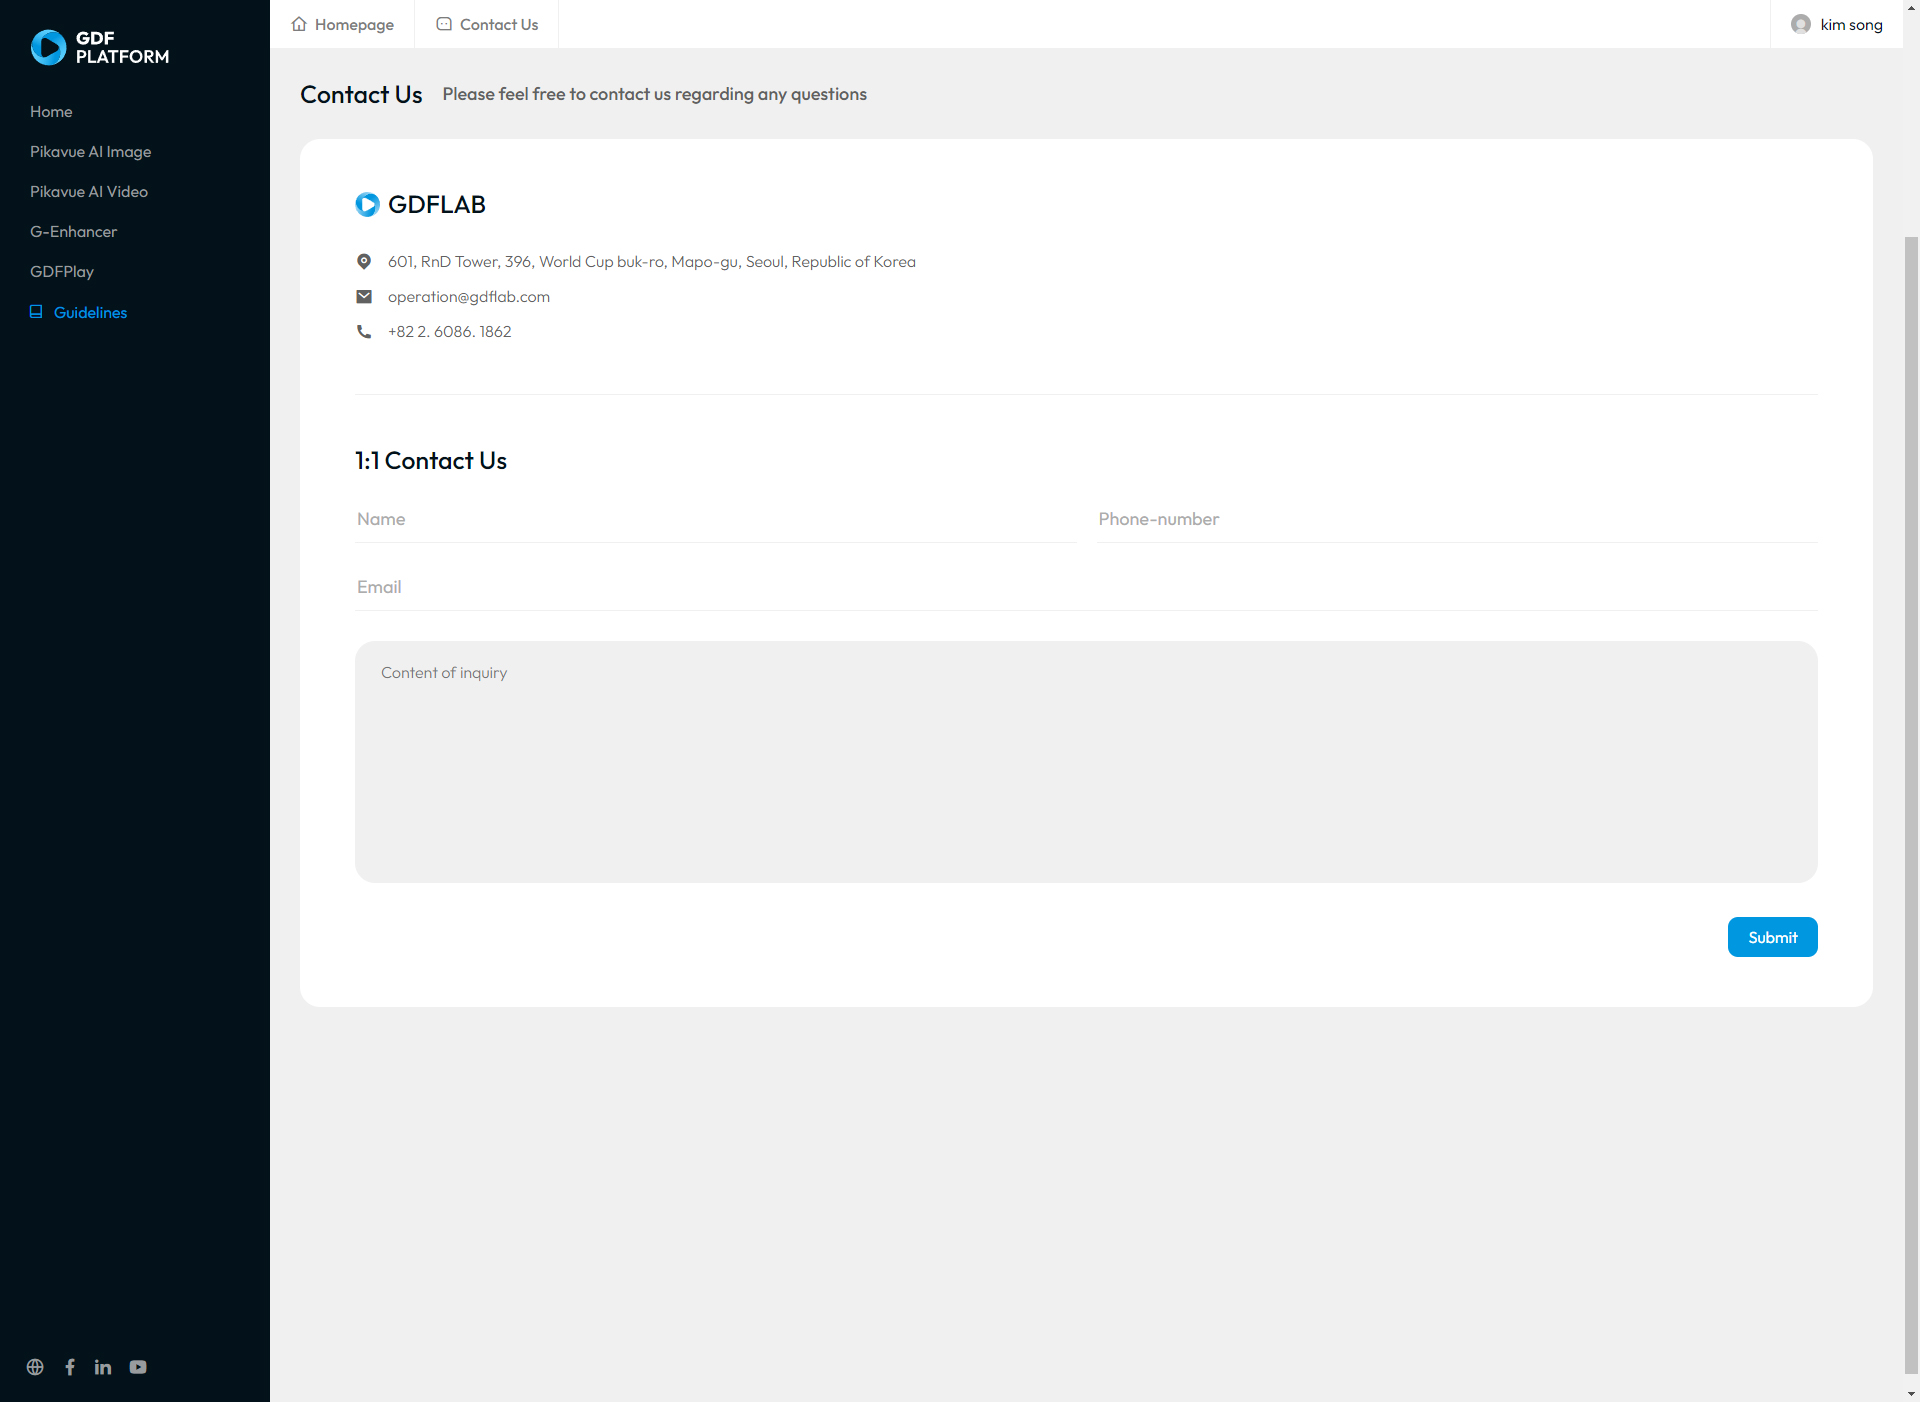 GDF
PLATFORM
Home
Pikavue AI Image
Pikavue AI Video
G-Enhancer
GDFPlay
Guidelines
Homepage
Contact Us
kim song
Contact Us
Please feel free to contact us regarding any questions
GDFLAB
601, RnD Tower, 396, World Cup buk-ro, Mapo-gu, Seoul, Republic of Korea
operation@gdflab.com
+82 2. 6086. 1862
1:1 Contact Us
Name
Phone-number
Email
Content of inquiry
Submit